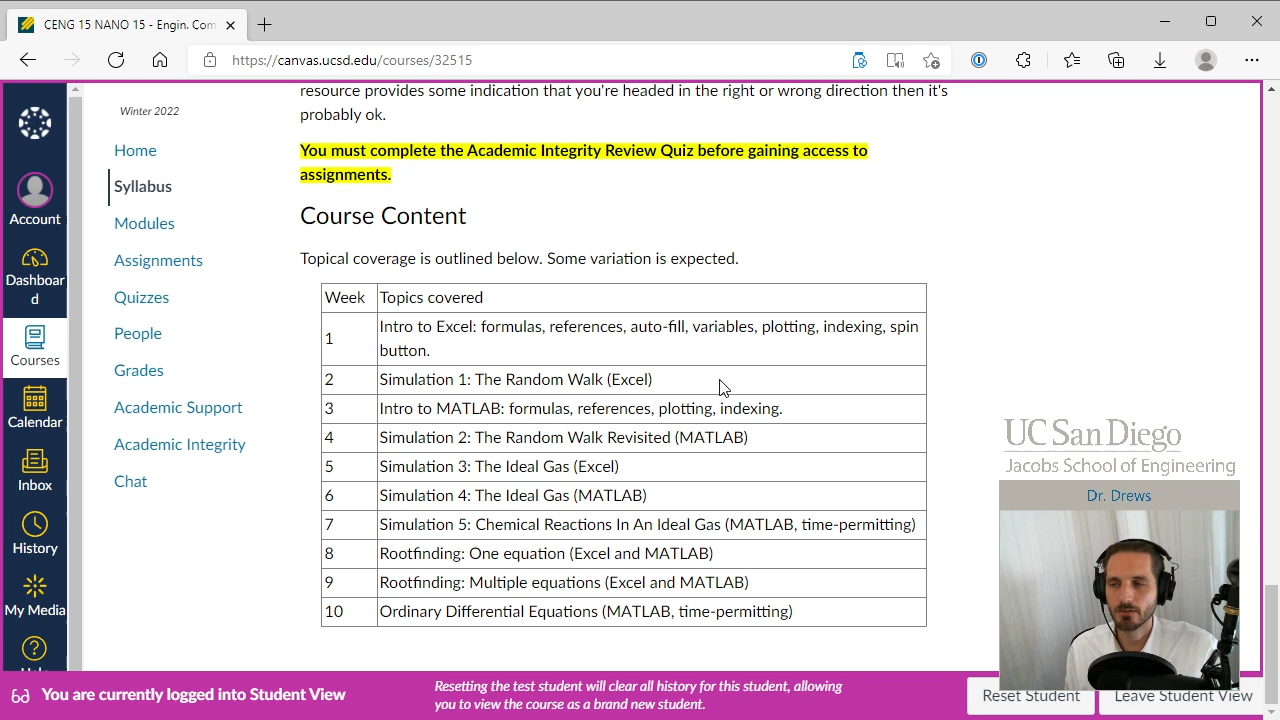 CENG 15 NANO 15 - Engin. Com
https://canvas.ucsd.edu/courses/32515
resource provides some indication that you're headed in the right or wrong direction then it's
probably ok.
You must complete the Academic Integrity Review Quiz before gaining access to
assignments.
Course Content
Topical coverage is outlined below. Some variation is expected.
Week Topics covered
1 Intro to Excel: formulas, references, auto-fill, variables, plotting, indexing, spin
button.
2 Simulation 1: The Random Walk (Excel)
3 Intro to MATLAB: formulas, references, plotting, indexing.
4 Simulation 2: The Random Walk Revisited (MATLAB)
5 Simulation 3: The Ideal Gas (Excel)
6 Simulation 4: The Ideal Gas (MATLAB)
7 Simulation 5: Chemical Reactions In An Ideal Gas (MATLAB, time-permitting)
8 Rootfinding: One equation (Excel and MATLAB)
9 Rootfinding: Multiple equations (Excel and MATLAB)
10 Ordinary Differential Equations (MATLAB, time-permitting)
Winter 2022
Home
Syllabus
Modules
Assignments
Quizzes
People
Grades
Academic Support
Academic Integrity
Chat
Account
Dashboar
d
Courses
Calendar
Inbox
History
My Media
UC San Diego
Jacobs School of Engineering
Dr. Drews
You are currently logged into Student View
Resetting the test student will clear all history for this student, allowing
you to view the course as a brand new student.
Reset Student
Leave Student View